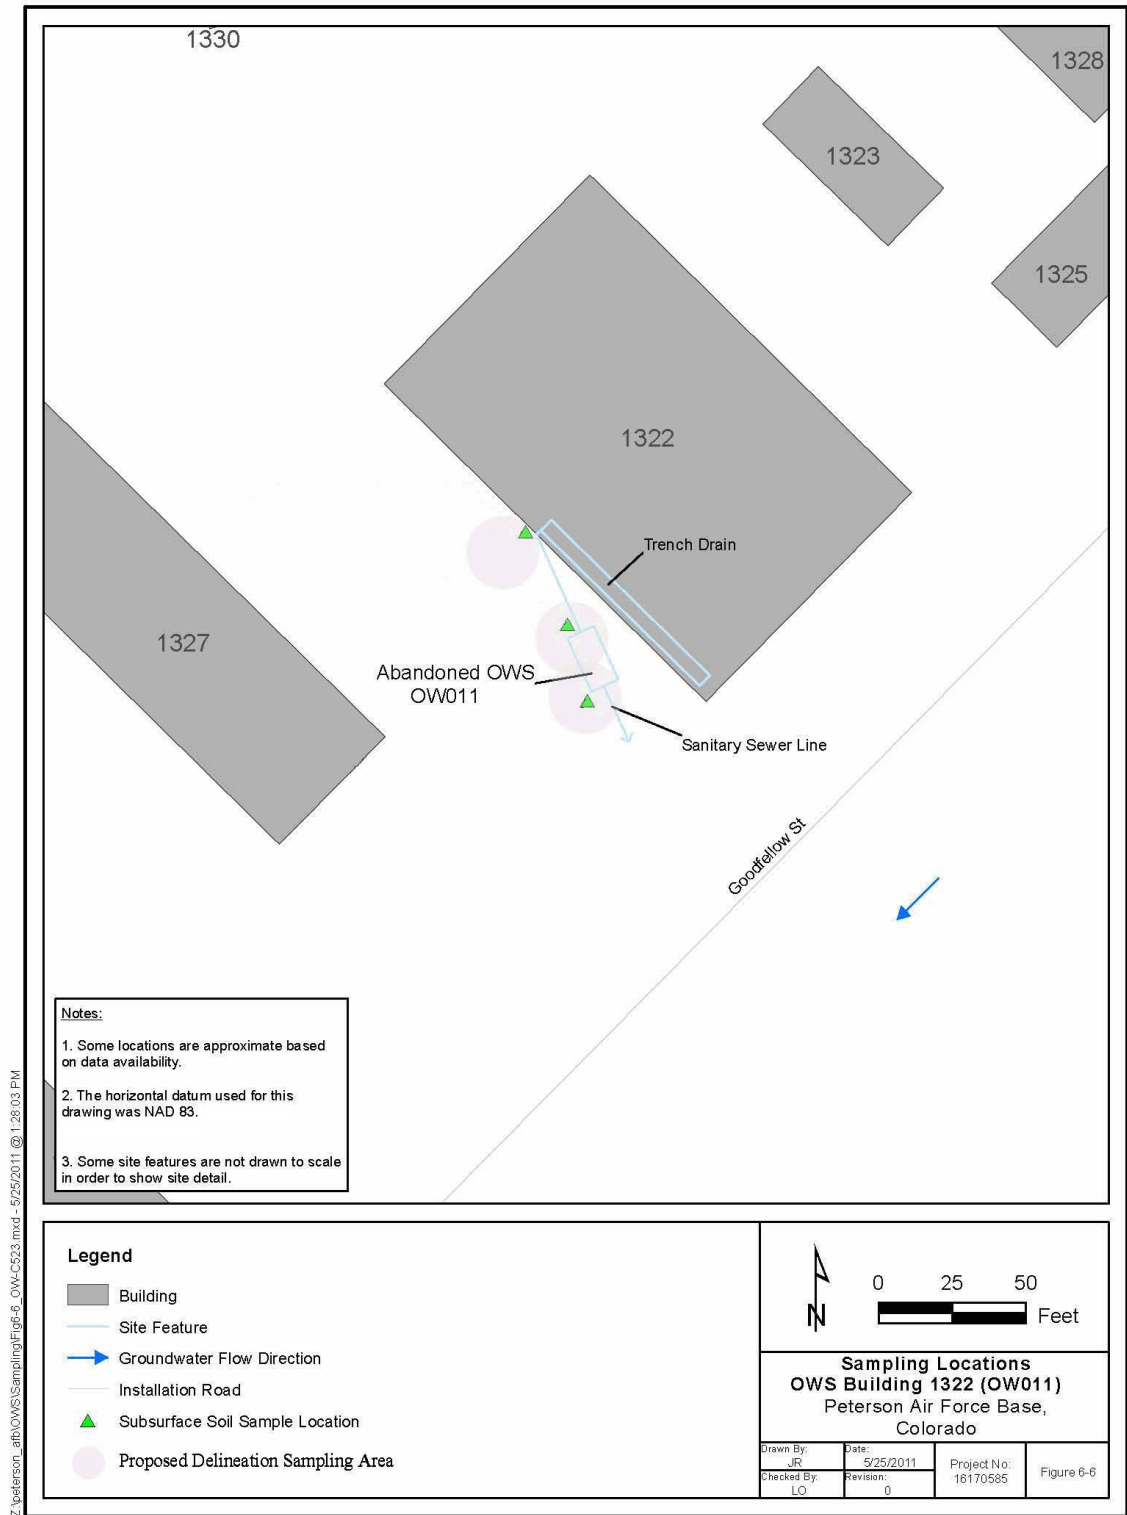 1330
1328
1323
1325
1322
Trench Drain
1327
Abandoned OWS
OW011
Sanitary Sewer Line
Goodfellow St
Notes:
1. Some locations are approximate based
on data availability.
2. The horizontal datum used for this
drawing was NAD 83.
3. Some site features are not drawn to scale
in order to show site detail.
Z:\peterson_afb\OWS\Sampling\Fig6-6_OW-C523.mxd - 5/25/2011 @ 1:28:03 PM
Legend
Building
Site Feature
Groundwater Flow Direction
Installation Road
Subsurface Soil Sample Location
Proposed Delineation Sampling Area
N
0 25 50
Feet
Sampling Locations
OWS Building 1322 (OW011)
Peterson Air Force Base,
Colorado
Drawn By:
JR
Date:
5/25/2011
Checked By:
LO
Revision:
0
Project No:
16170585
Figure 6-6